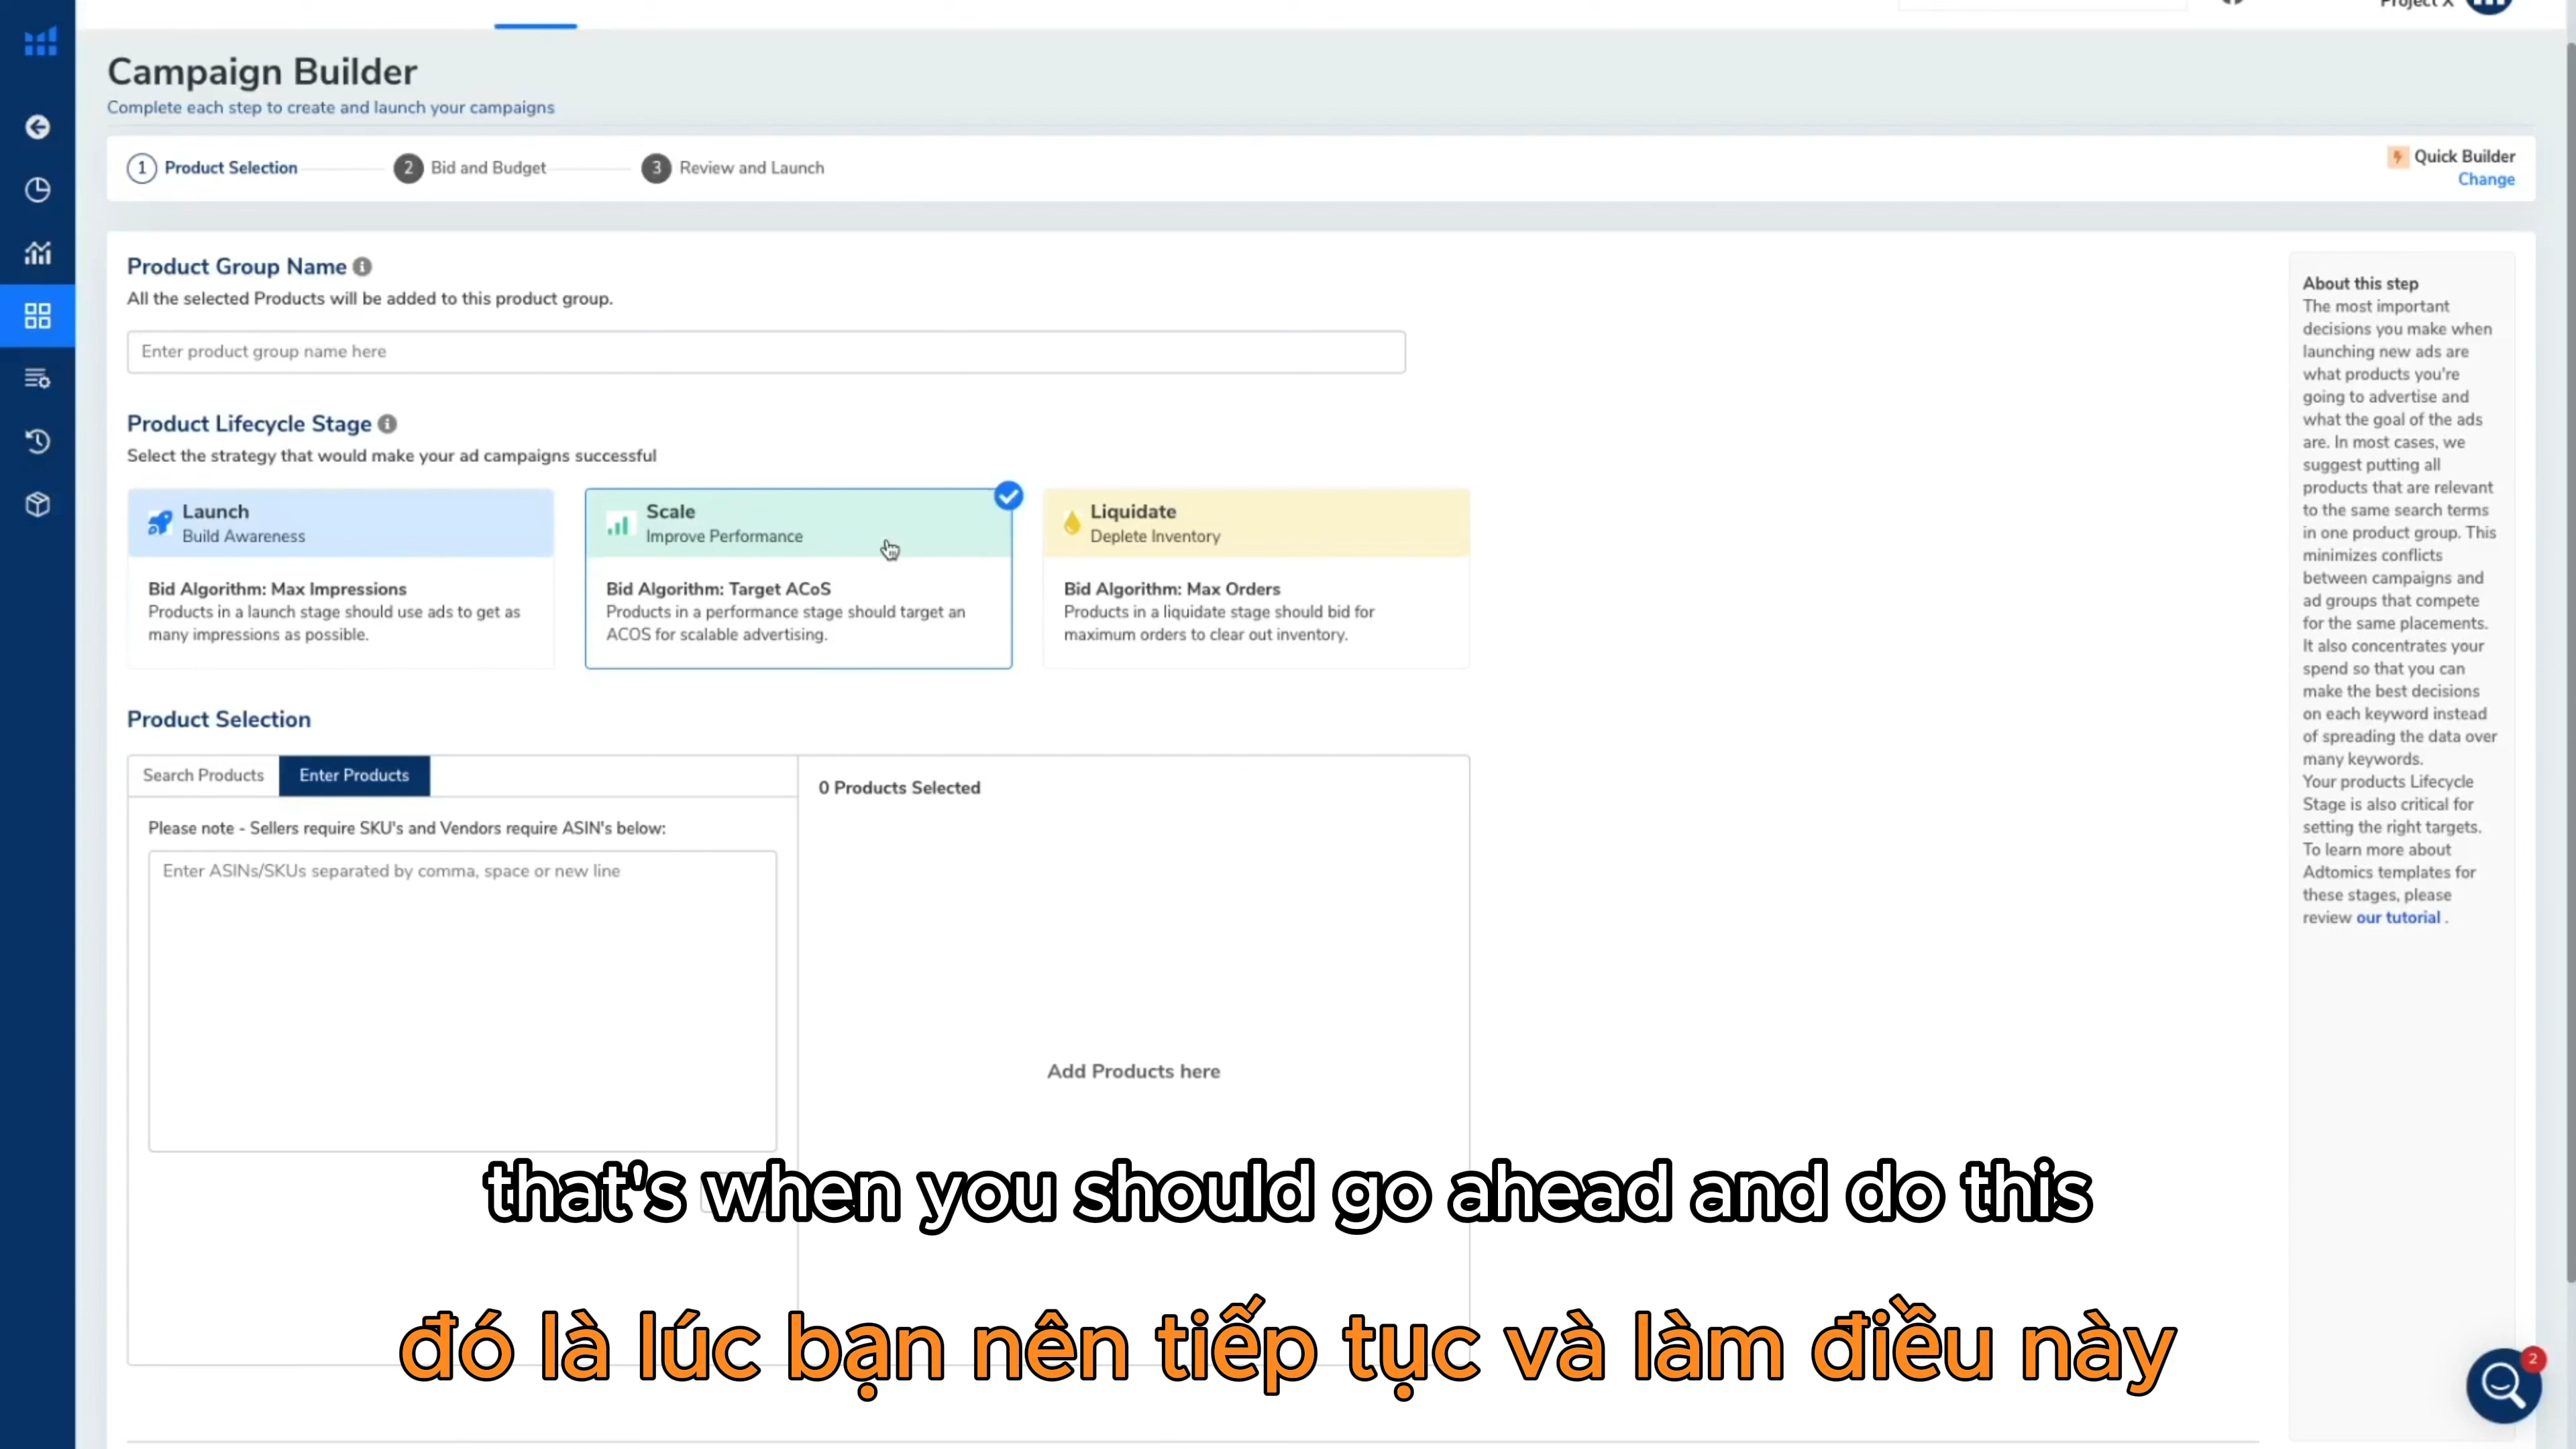 Project X
Campaign Builder
Complete each step to create and launch your campaigns
1 Product Selection
2 Bid and Budget
3 Review and Launch
Quick Builder
Change
Product Group Name
All the selected Products will be added to this product group.
Enter product group name here
Product Lifecycle Stage
Select the strategy that would make your ad campaigns successful
Launch
Build Awareness
Bid Algorithm: Max Impressions
Products in a launch stage should use ads to get as
many impressions as possible.
Scale
Improve Performance
Bid Algorithm: Target ACoS
Products in a performance stage should target an
ACOS for scalable advertising.
Liquidate
Deplete Inventory
Bid Algorithm: Max Orders
Products in a liquidate stage should bid for
maximum orders to clear out inventory.
Product Selection
Search Products
Enter Products
Please note - Sellers require SKU's and Vendors require ASIN's below:
Enter ASINs/SKUs separated by comma, space or new line
0 Products Selected
Add Products here
About this step
The most important
decisions you make when
launching new ads are
what products you're
going to advertise and
what the goal of the ads
are. In most cases, we
suggest putting all
products that are relevant
to the same search terms
in one product group. This
minimizes conflicts
between campaigns and
ad groups that compete
for the same placements.
It also concentrates your
spend so that you can
make the best decisions
on each keyword instead
of spreading the data over
many keywords.
Your products Lifecycle
Stage is also critical for
setting the right targets.
To learn more about
Adtomics templates for
these stages, please
review our tutorial .
that's when you should go ahead and do this
đó là lúc bạn nên tiếp tục và làm điều này
2